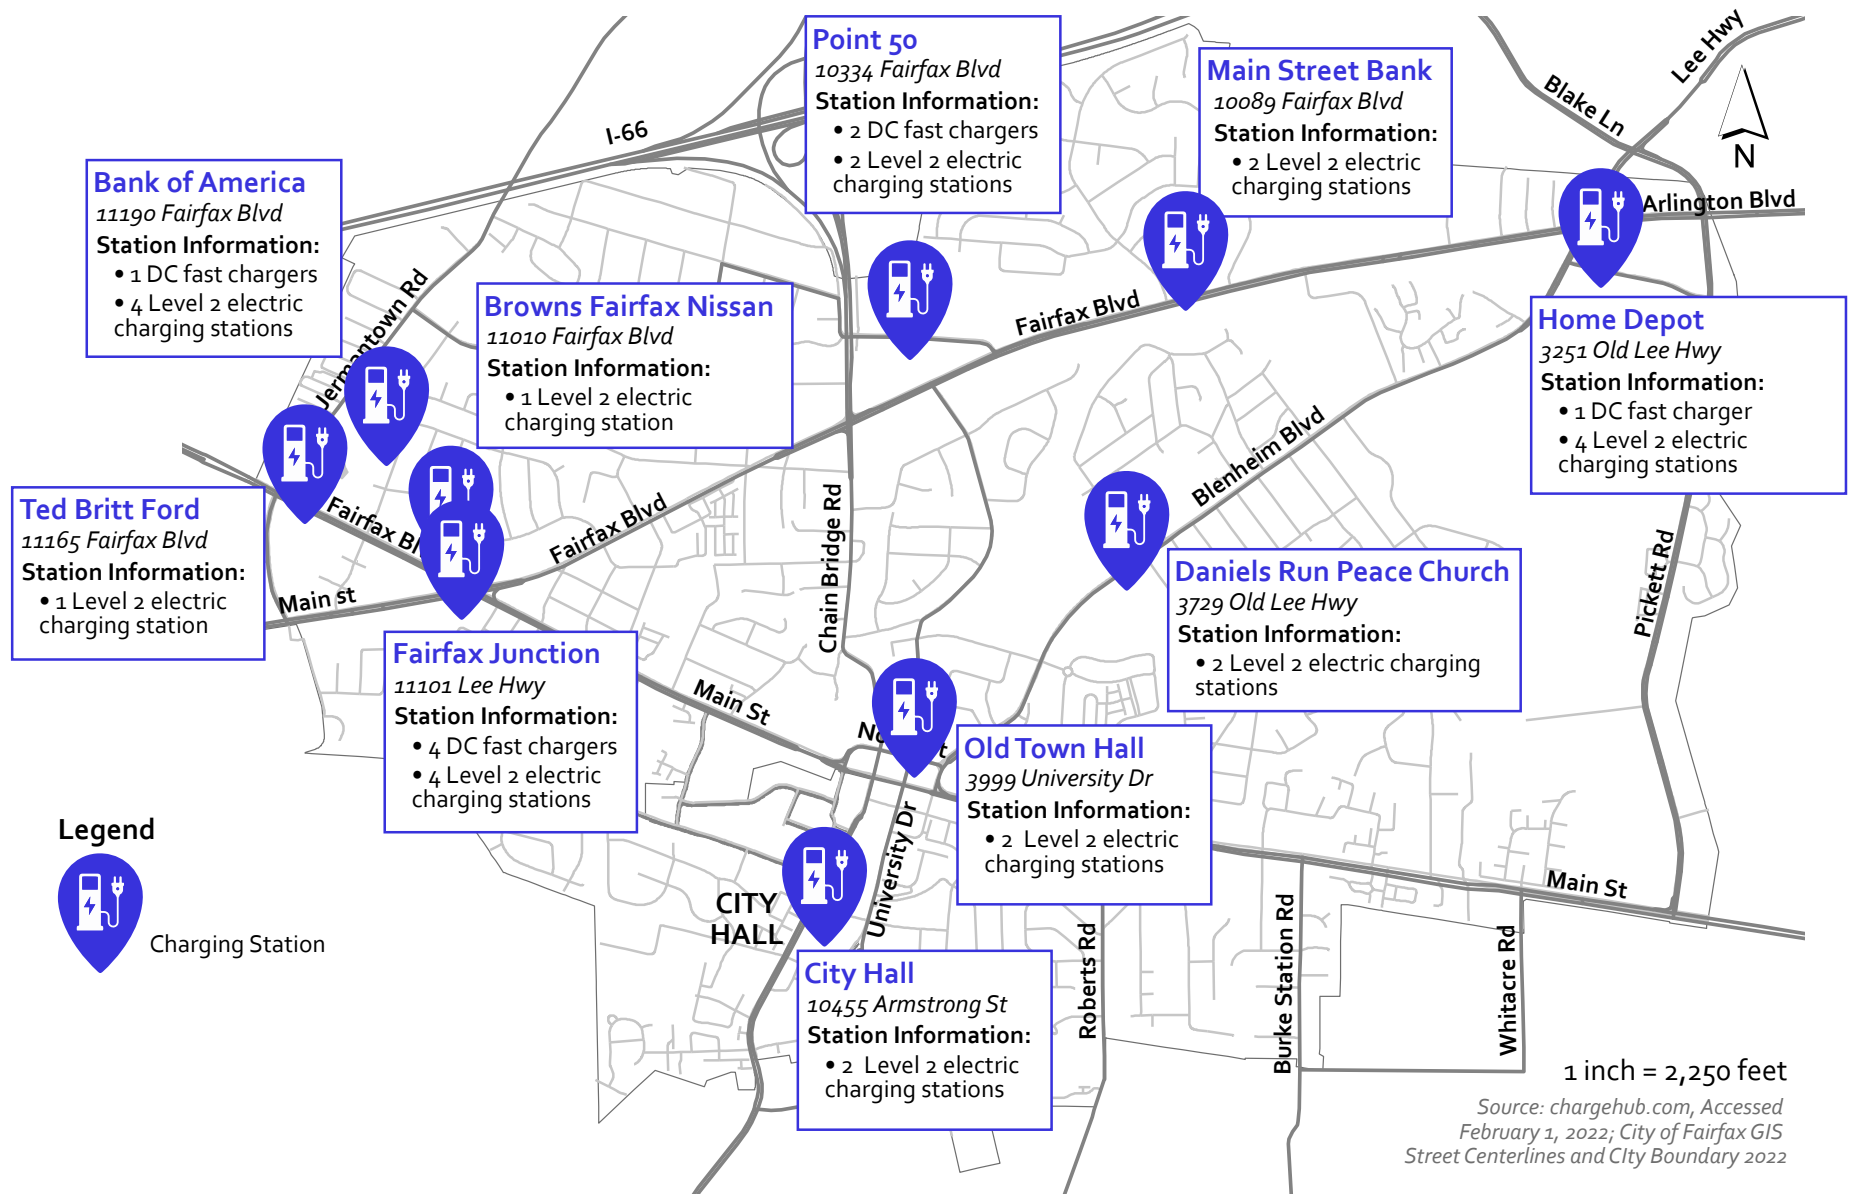 Point 50
10334 Fairfax Blvd
Station Information:
• 2 DC fast chargers
• 2 Level 2 electric
charging stations
Main Street Bank
10089 Fairfax Blvd
Station Information:
• 2 Level 2 electric
charging stations
Lee Hwy
Blake Ln
N
I-66
Arlington Blvd
Bank of America
11190 Fairfax Blvd
Station Information:
• 1 DC fast chargers
• 4 Level 2 electric
charging stations
Jermantown Rd
Browns Fairfax Nissan
11010 Fairfax Blvd
Station Information:
• 1 Level 2 electric
charging station
Fairfax Blvd
Home Depot
3251 Old Lee Hwy
Station Information:
• 1 DC fast charger
• 4 Level 2 electric
charging stations
Blenheim Blvd
Ted Britt Ford
11165 Fairfax Blvd
Station Information:
• 1 Level 2 electric
charging station
Fairfax Bl
Fairfax Blvd
Main st
Chain Bridge Rd
Daniels Run Peace Church
3729 Old Lee Hwy
Station Information:
• 2 Level 2 electric charging
stations
Pickett Rd
Fairfax Junction
11101 Lee Hwy
Station Information:
• 4 DC fast chargers
• 4 Level 2 electric
charging stations
Main St
Old Town Hall
3999 University Dr
Station Information:
• 2 Level 2 electric
charging stations
University Dr
Legend
Charging Station
CITY
HALL
City Hall
10455 Armstrong St
Station Information:
• 2 Level 2 electric
charging stations
Main St
Roberts Rd
Burke Station Rd
Whitacre Rd
1 inch = 2,250 feet
Source: chargehub.com, Accessed
February 1, 2022; City of Fairfax GIS
Street Centerlines and CIty Boundary 2022